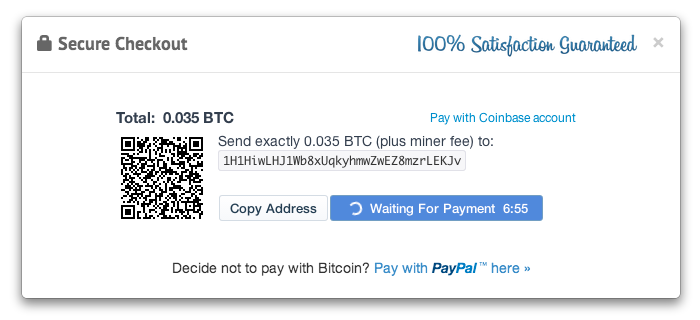 Secure Checkout
100% Satisfaction Guaranteed
×
Total: 0.035 BTC
Pay with Coinbase account
Send exactly 0.035 BTC (plus miner fee) to:
1H1HiwLHJ1Wb8xUqkyhmwZwEZ8mzrLEKJv
Copy Address
Waiting For Payment 6:55
Decide not to pay with Bitcoin? Pay with PayPal™ here »